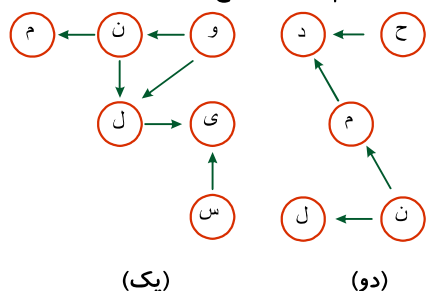 م ن و د ح
ل ی م
س ل ن
(یک) (دو)